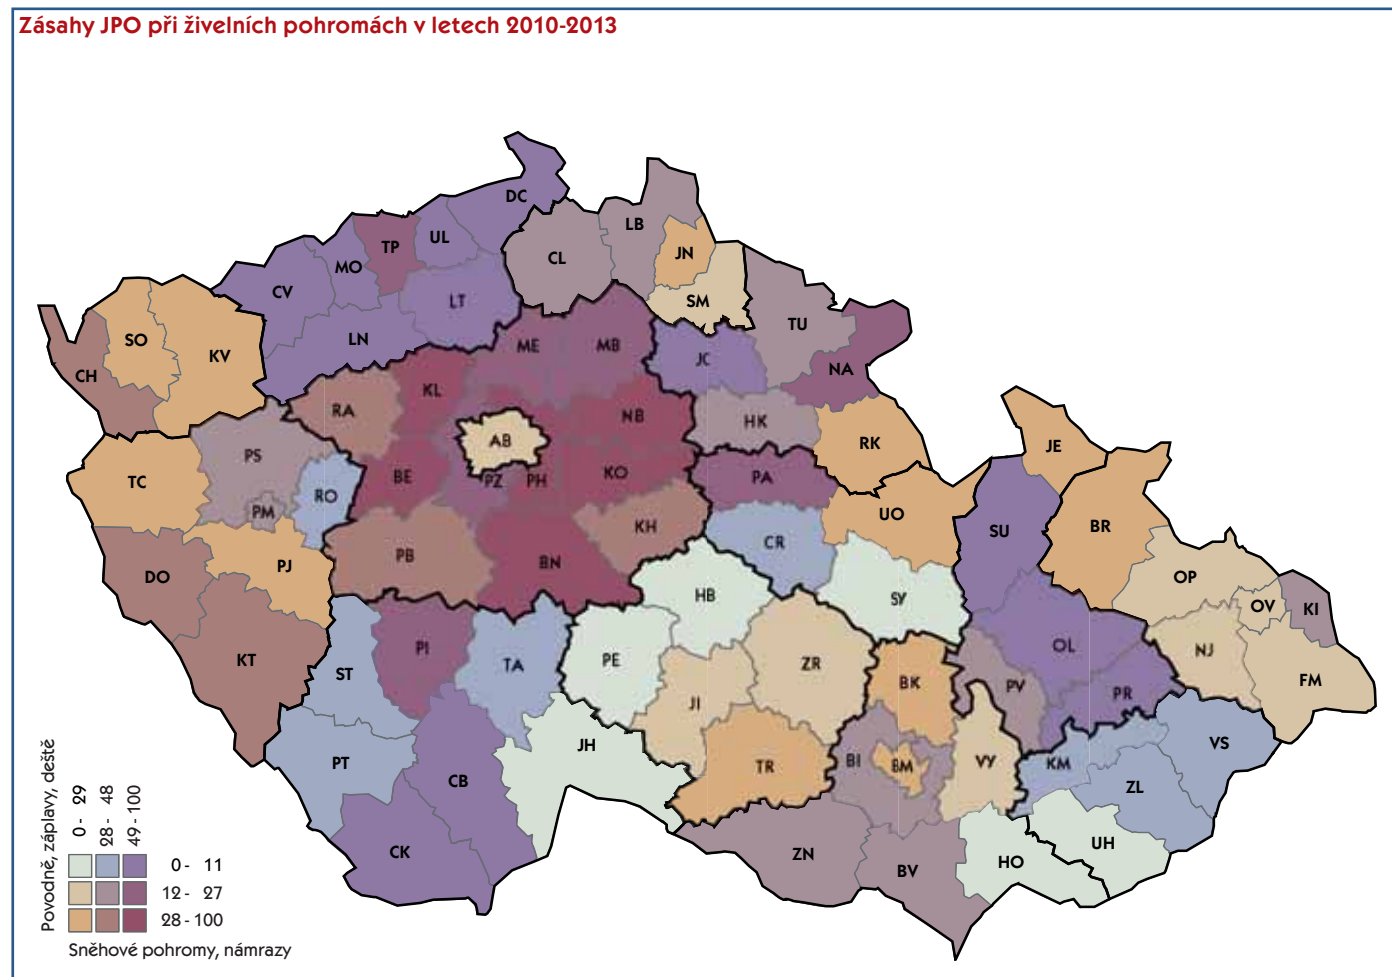 Zásahy JPO při živelních pohromách v letech 2010-2013
DC
LB
TP
UL
JN
CL
MO
CV
LT
SM
TU
SO
KV
LN
ME
MB
JC
CH
NA
KL
RA
NB
HK
AB
RK
JE
PS
TC
BE
PZ
PH
KO
PA
RO
PM
UO
SU
BR
KH
PB
CR
PJ
BN
DO
OP
OV
KI
HB
SY
KT
PI
TA
PE
ZR
OL
NJ
ST
JI
BK
PV
PR
FM
JH
VS
PT
CB
TR
BI
BM
VY
KM
ZL
CK
ZN
BV
HO
UH
Povodně, záplavy, deště
0- 29
28- 48
49-100
0- 11
12- 27
28-100
Sněhové pohromy, námrazy